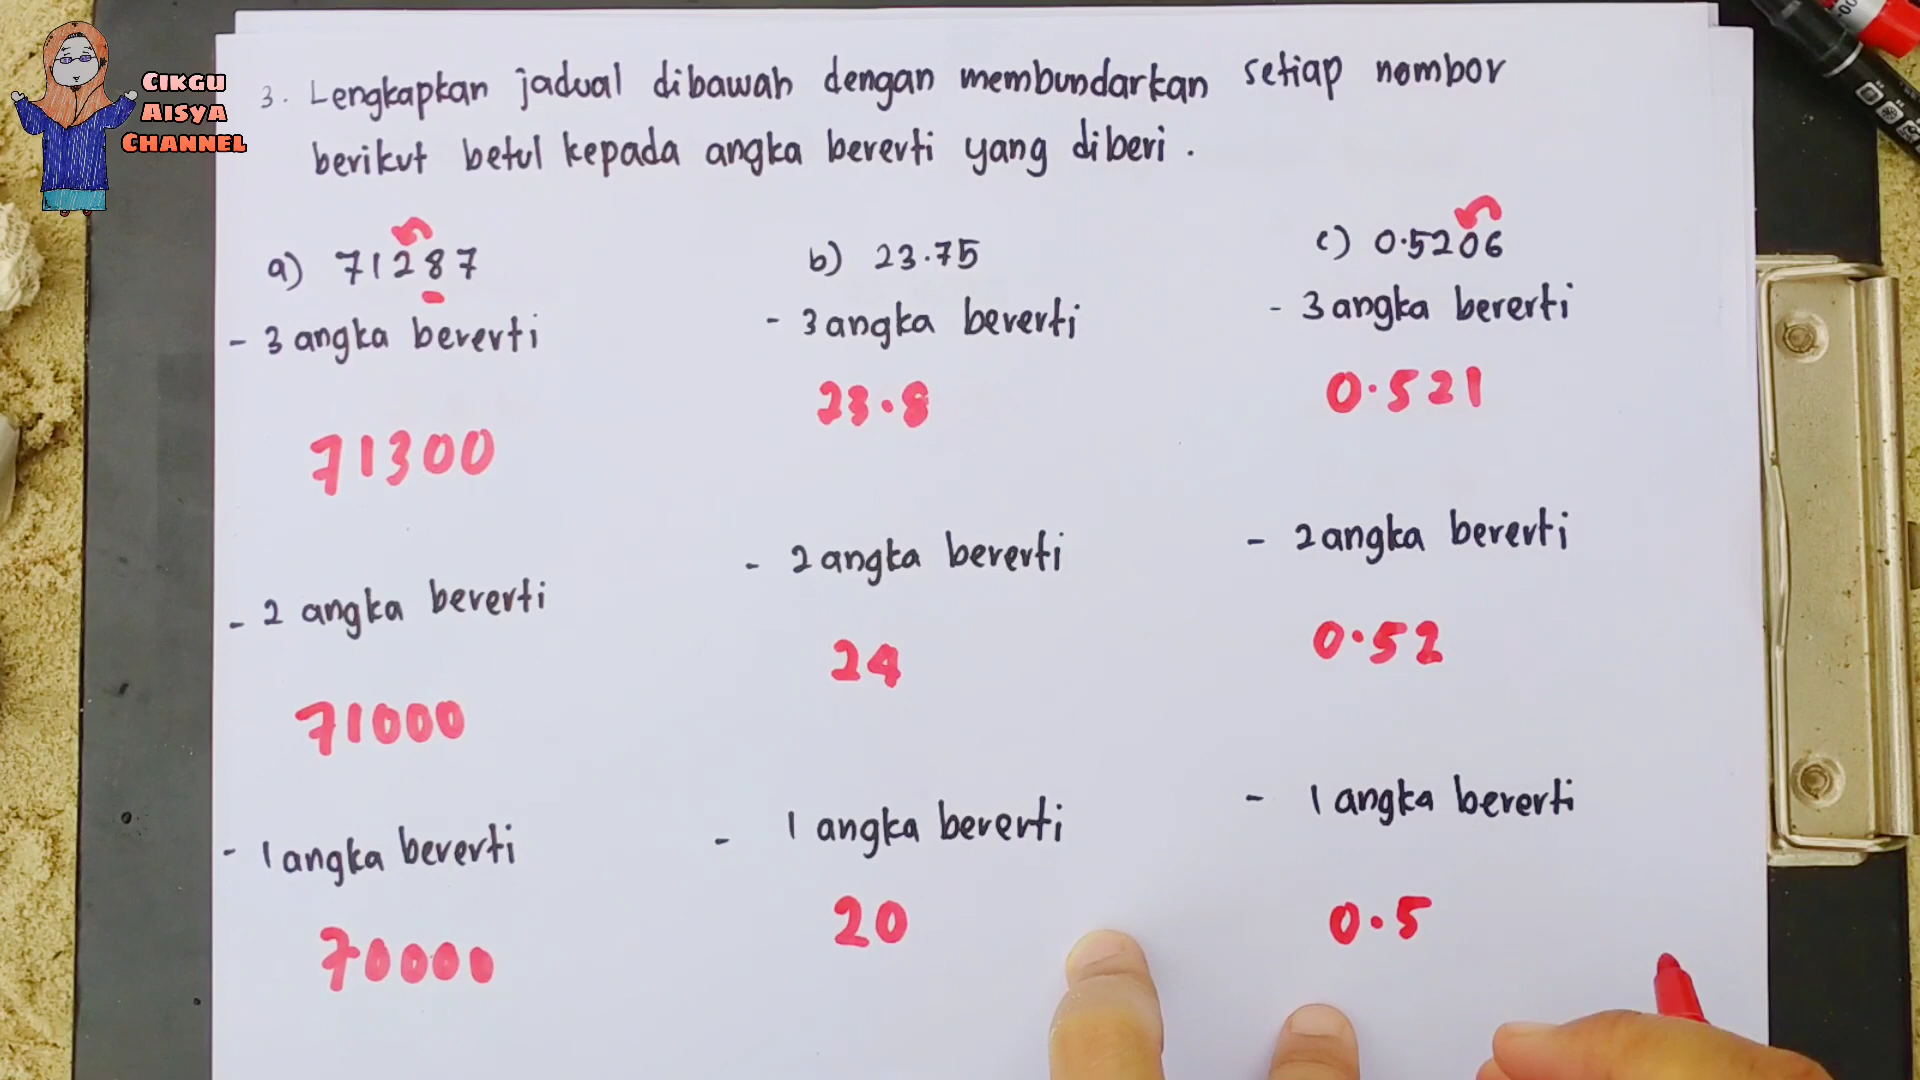 CIKGU
AISYA
CHANNEL
3. Lengkapkan jadual dibawah dengan membundarkan setiap nombor
berikut betul kepada angka bererti yang diberi.
a) 71287
- 3 angka bererti
71300
- 2 angka bererti
71000
- 1 angka bererti
70000
b) 23.75
- 3 angka bererti
23.8
- 2 angka bererti
24
- 1 angka bererti
20
c) 0.5206
- 3 angka bererti
0.521
- 2 angka bererti
0.52
- 1 angka bererti
0.5